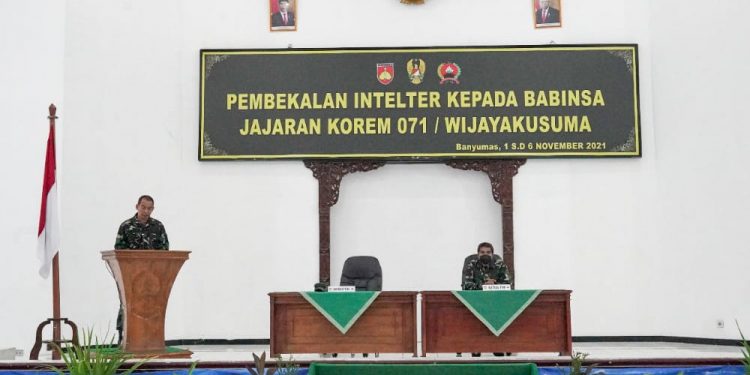 PEMBEKALAN INTELTER KEPADA BABINSA
JAJARAN KOREM 071 / WIJAYAKUSUMA
Banyumas, 1 S.D 6 NOVEMBER 2021